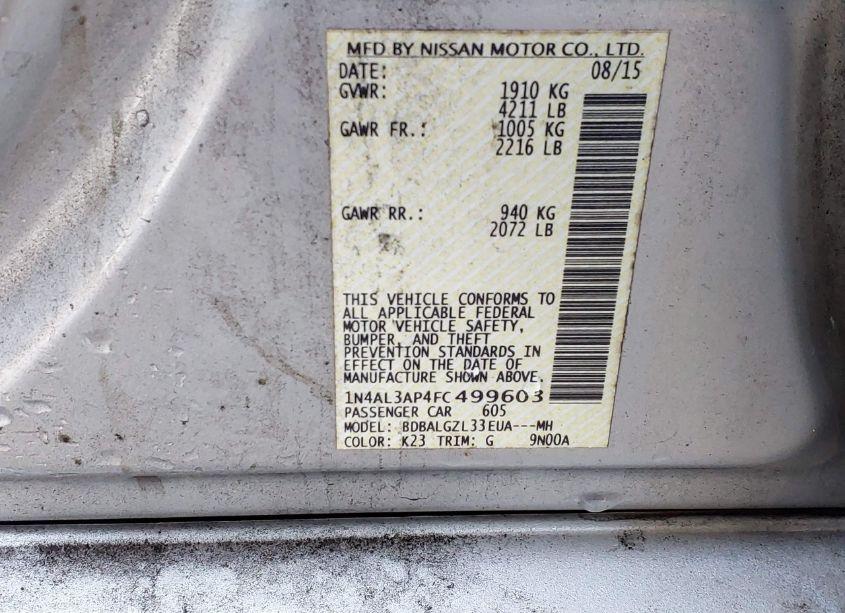 MFD BY NISSAN MOTOR CO., LTD.
DATE: 08/15
GVWR: 1910 KG
4211 LB
GAWR FR.: 1005 KG
2216 LB
GAWR RR.: 940 KG
2072 LB
THIS VEHICLE CONFORMS TO
ALL APPLICABLE FEDERAL
MOTOR VEHICLE SAFETY,
BUMPER, AND THEFT
PREVENTION STANDARDS IN
EFFECT ON THE DATE OF
MANUFACTURE SHOWN ABOVE.
1N4AL3AP4FC499603
PASSENGER CAR 605
MODEL: BDBALGZL33EUA---MH
COLOR: K23 TRIM: G 9N00A